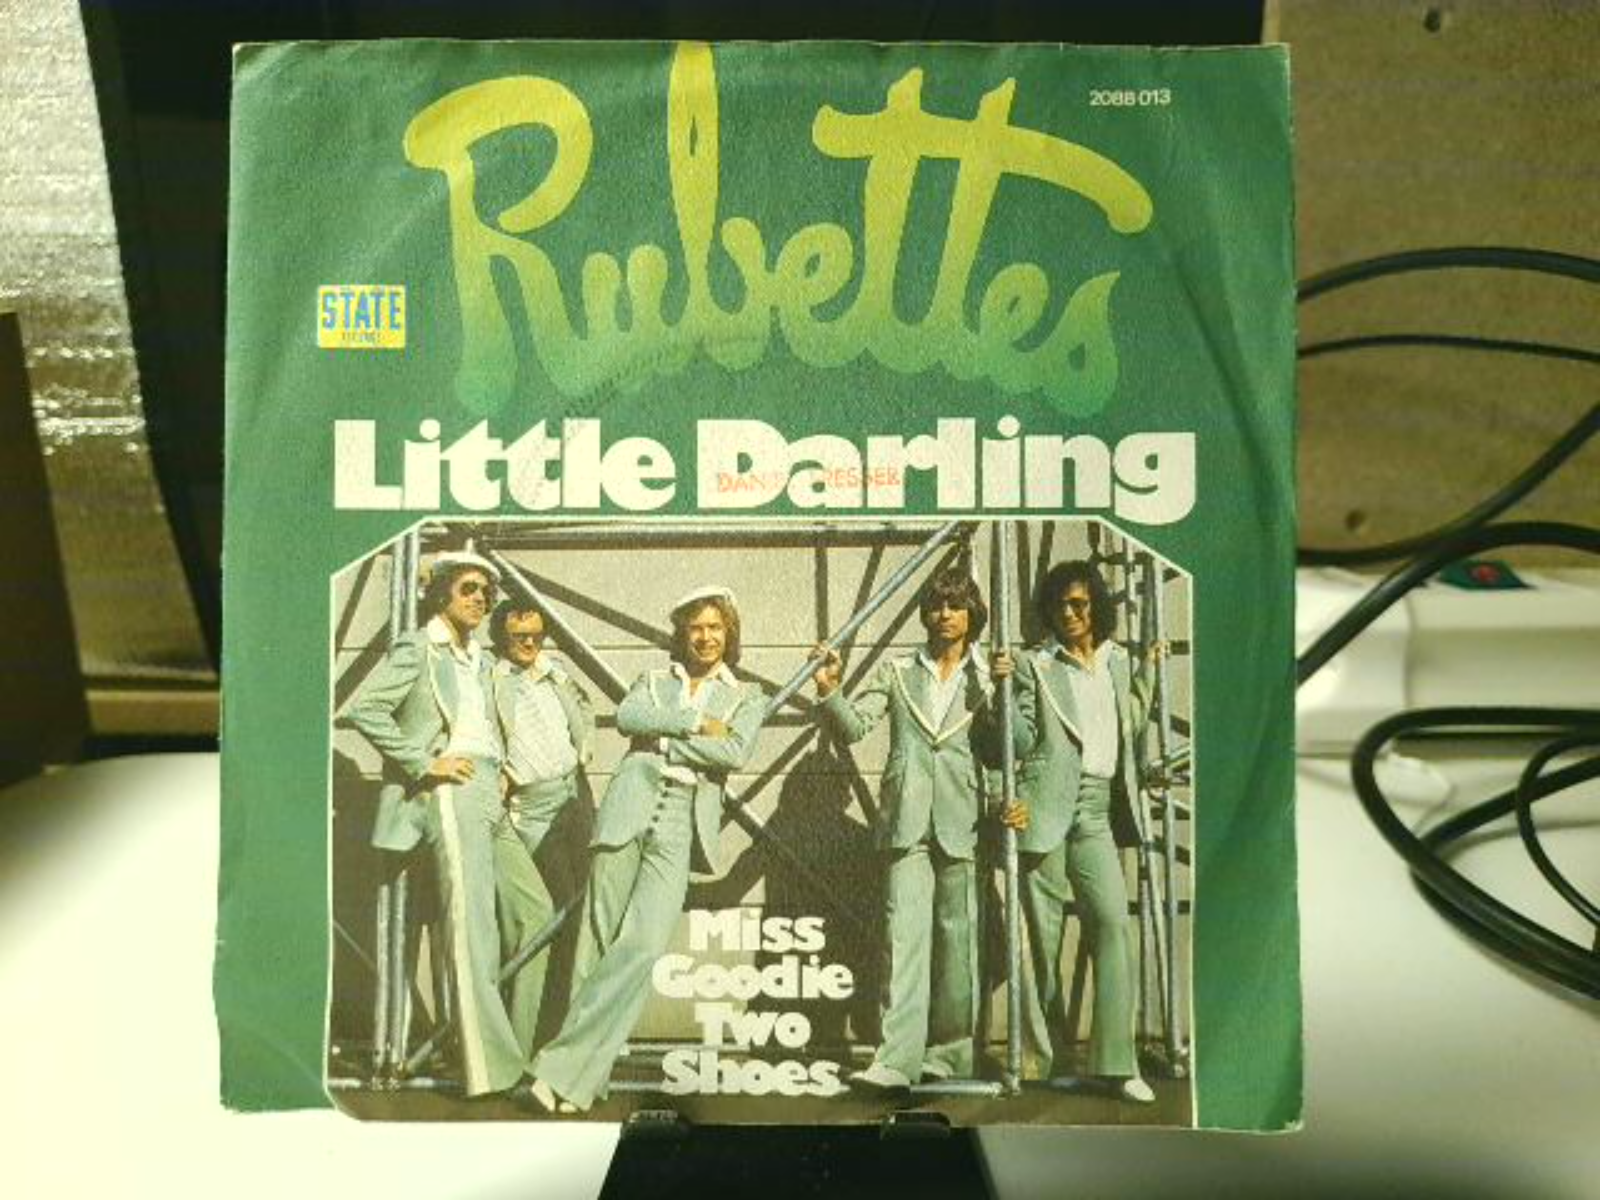 Rubettes
2088 013
STATE
Little Darling
Miss
Goodie
Two
Shoes